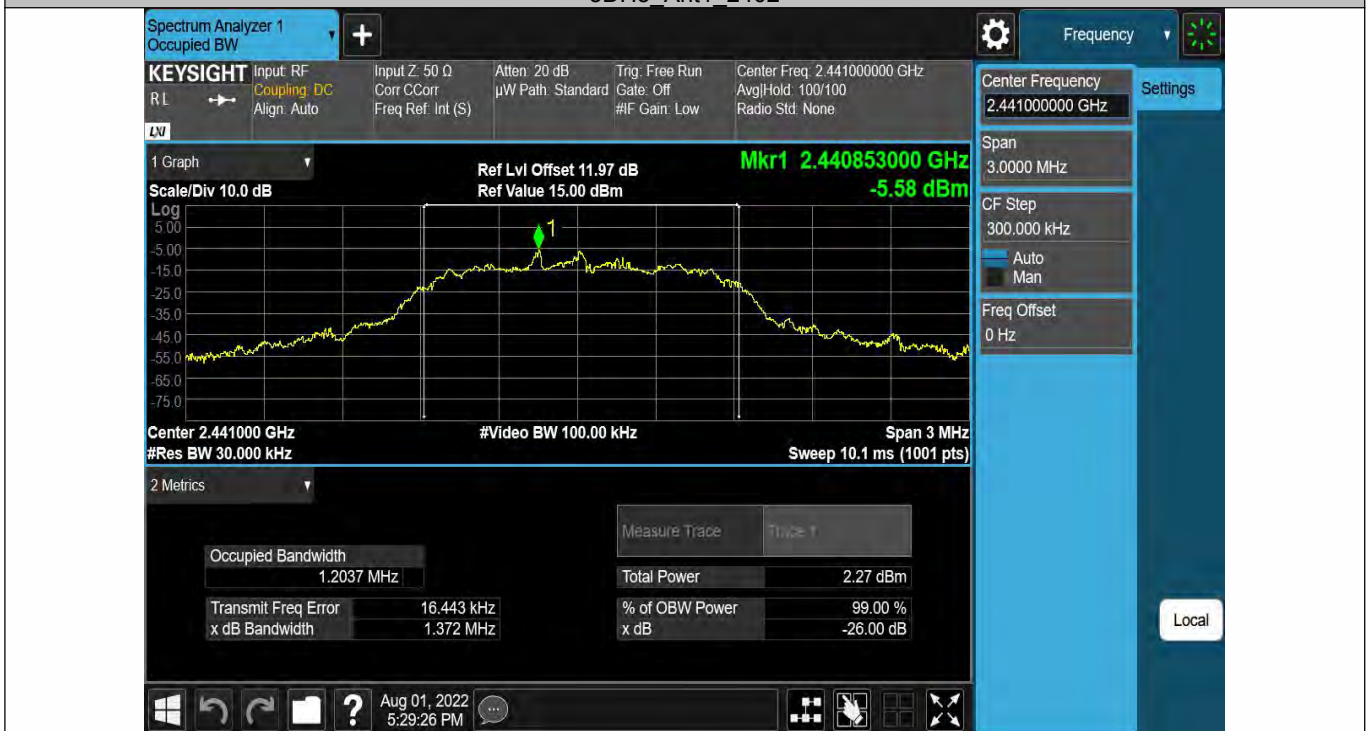 Spectrum Analyzer 1
Occupied BW
Frequency
KEYSIGHT
R L
LXI
Input: RF
Coupling: DC
Align: Auto
Input Z: 50 Ω
Corr CCorr
Freq Ref: Int (S)
Atten: 20 dB
µW Path: Standard
Trig: Free Run
Gate: Off
#IF Gain: Low
Center Freq: 2.441000000 GHz
Avg|Hold: 100/100
Radio Std: None
Center Frequency
2.441000000 GHz
Settings
Span
3.0000 MHz
CF Step
300.000 kHz
Auto
Man
Freq Offset
0 Hz
1 Graph
Scale/Div 10.0 dB
Ref Lvl Offset 11.97 dB
Ref Value 15.00 dBm
Mkr1 2.440853000 GHz
-5.58 dBm
Log
5.00
-5.00
-15.0
-25.0
-35.0
-45.0
-55.0
-65.0
-75.0
1
Center 2.441000 GHz
#Video BW 100.00 kHz
Span 3 MHz
#Res BW 30.000 kHz
Sweep 10.1 ms (1001 pts)
2 Metrics
Measure Trace
Trace 1
Occupied Bandwidth
1.2037 MHz
Total Power
2.27 dBm
Transmit Freq Error
16.443 kHz
% of OBW Power
99.00 %
x dB Bandwidth
1.372 MHz
x dB
-26.00 dB
Local
?
Aug 01, 2022
5:29:26 PM